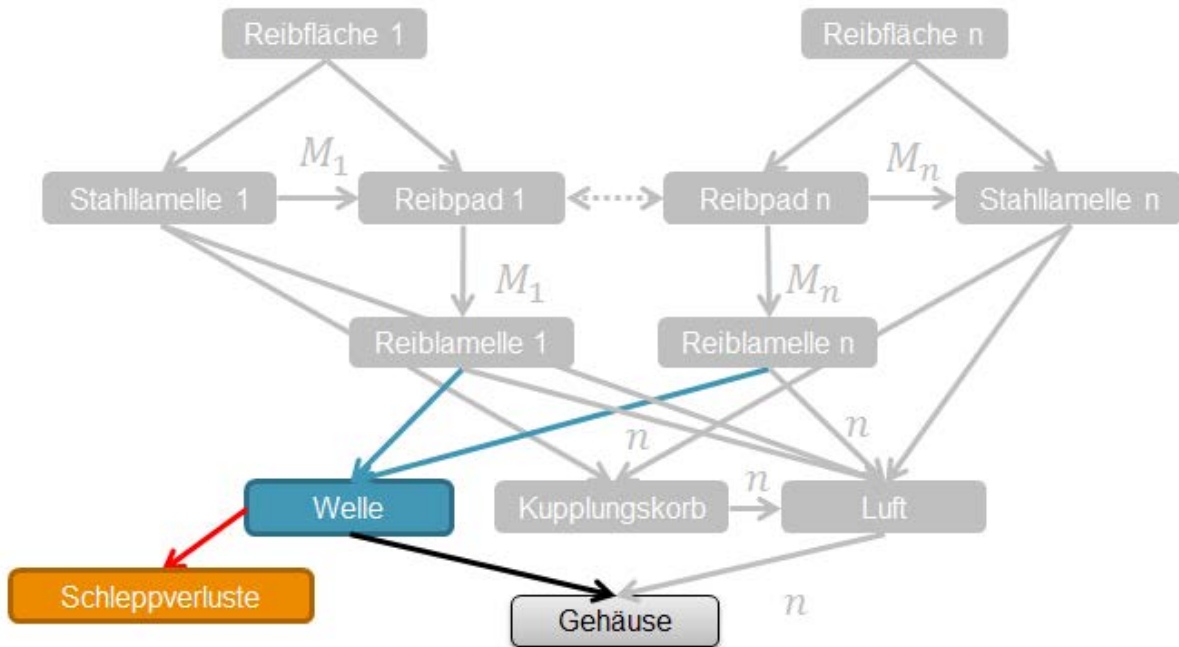 Reibfläche 1
Reibfläche n
M₁
Mₙ
Stahllamelle 1
Reibpad 1
Reibpad n
Stahllamelle n
M₁
Mₙ
Reiblamelle 1
Reiblamelle n
n
n
n
Welle
Kupplungskorb
Luft
Schleppverluste
n
Gehäuse